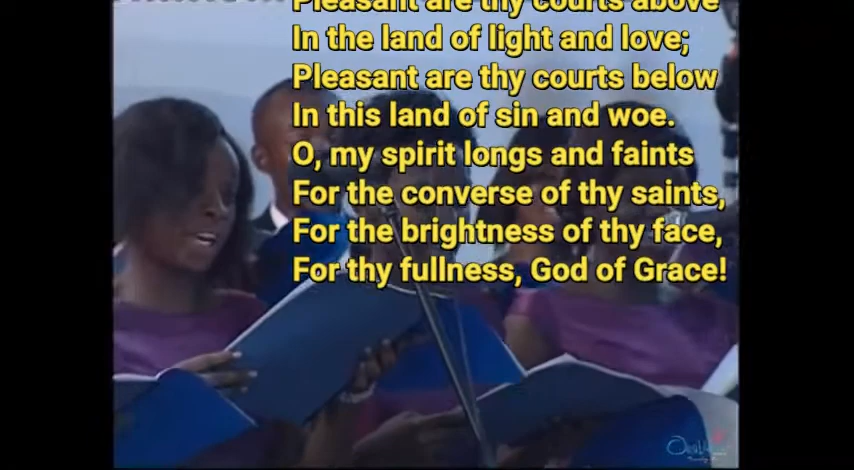 Pleasant are thy courts above
In the land of light and love;
Pleasant are thy courts below
In this land of sin and woe.
O, my spirit longs and faints
For the converse of thy saints,
For the brightness of thy face,
For thy fullness, God of Grace!